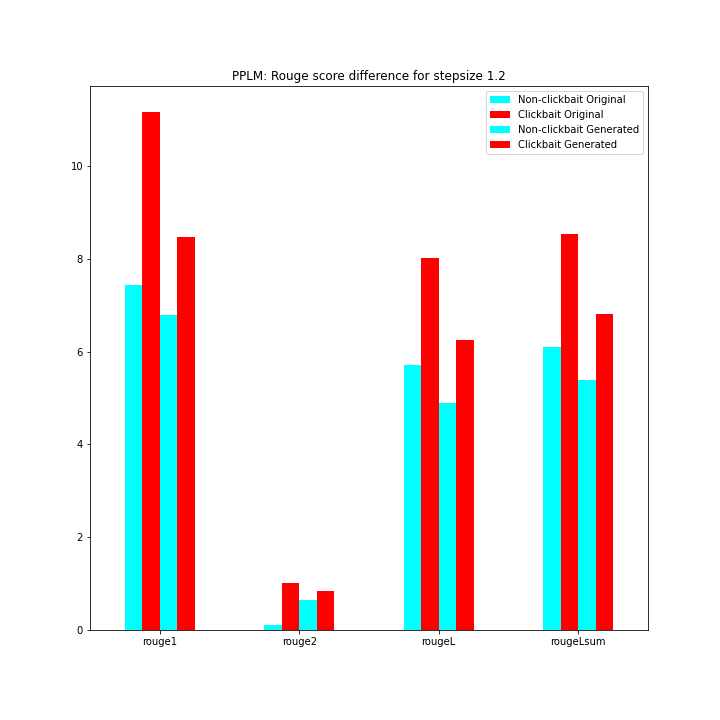 PPLM: Rouge score difference for stepsize 1.2
Non-clickbait Original
Clickbait Original
Non-clickbait Generated
Clickbait Generated
10
8
6
4
2
0
rouge1
rouge2
rougeL
rougeLsum